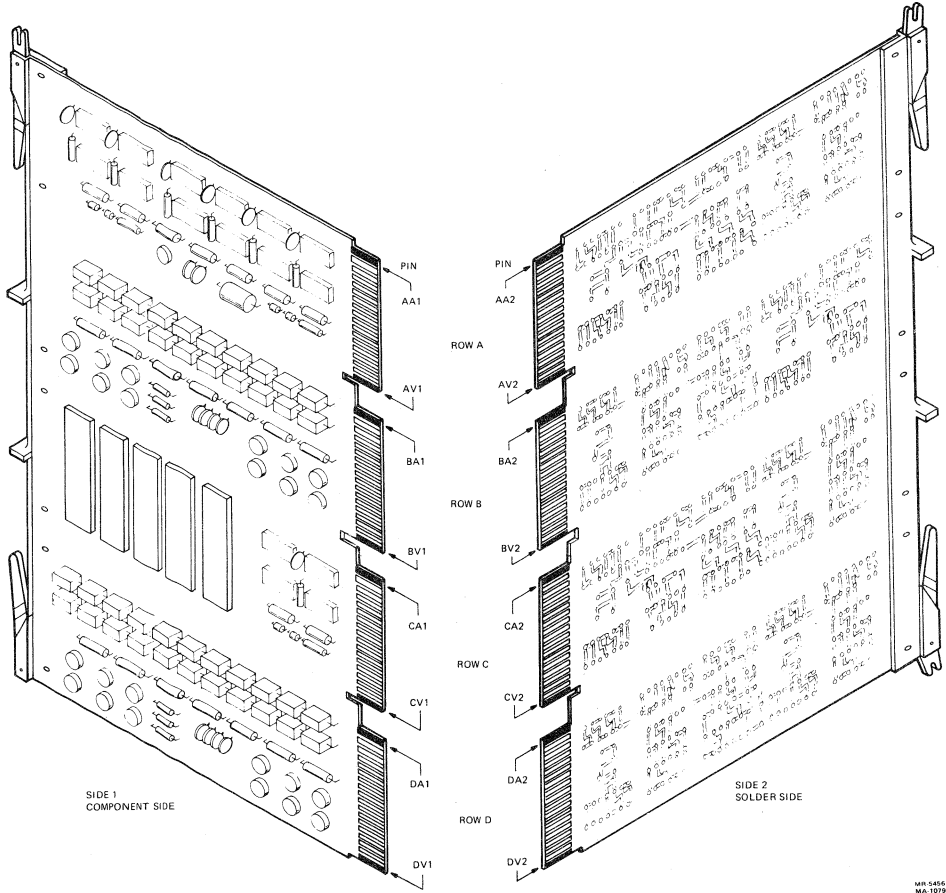 PIN
AA1
ROW A
AV1
BA1
ROW B
BV1
CA1
ROW C
CV1
DA1
ROW D
DV1
PIN
AA2
AV2
BA2
BV2
CA2
CV2
DA2
DV2
SIDE 1
COMPONENT SIDE
SIDE 2
SOLDER SIDE
MR-5456
MA-1079